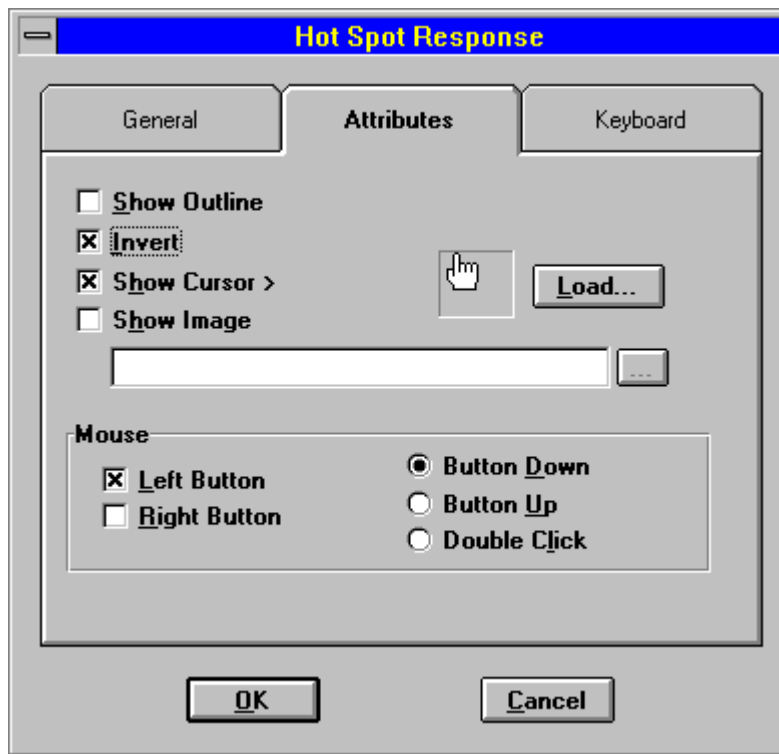 Hot Spot Response
General Attributes Keyboard
Show Outline
Invert
Show Cursor >
Load...
Show Image
...
Mouse
Left Button
Right Button
Button Down
Button Up
Double Click
OK Cancel